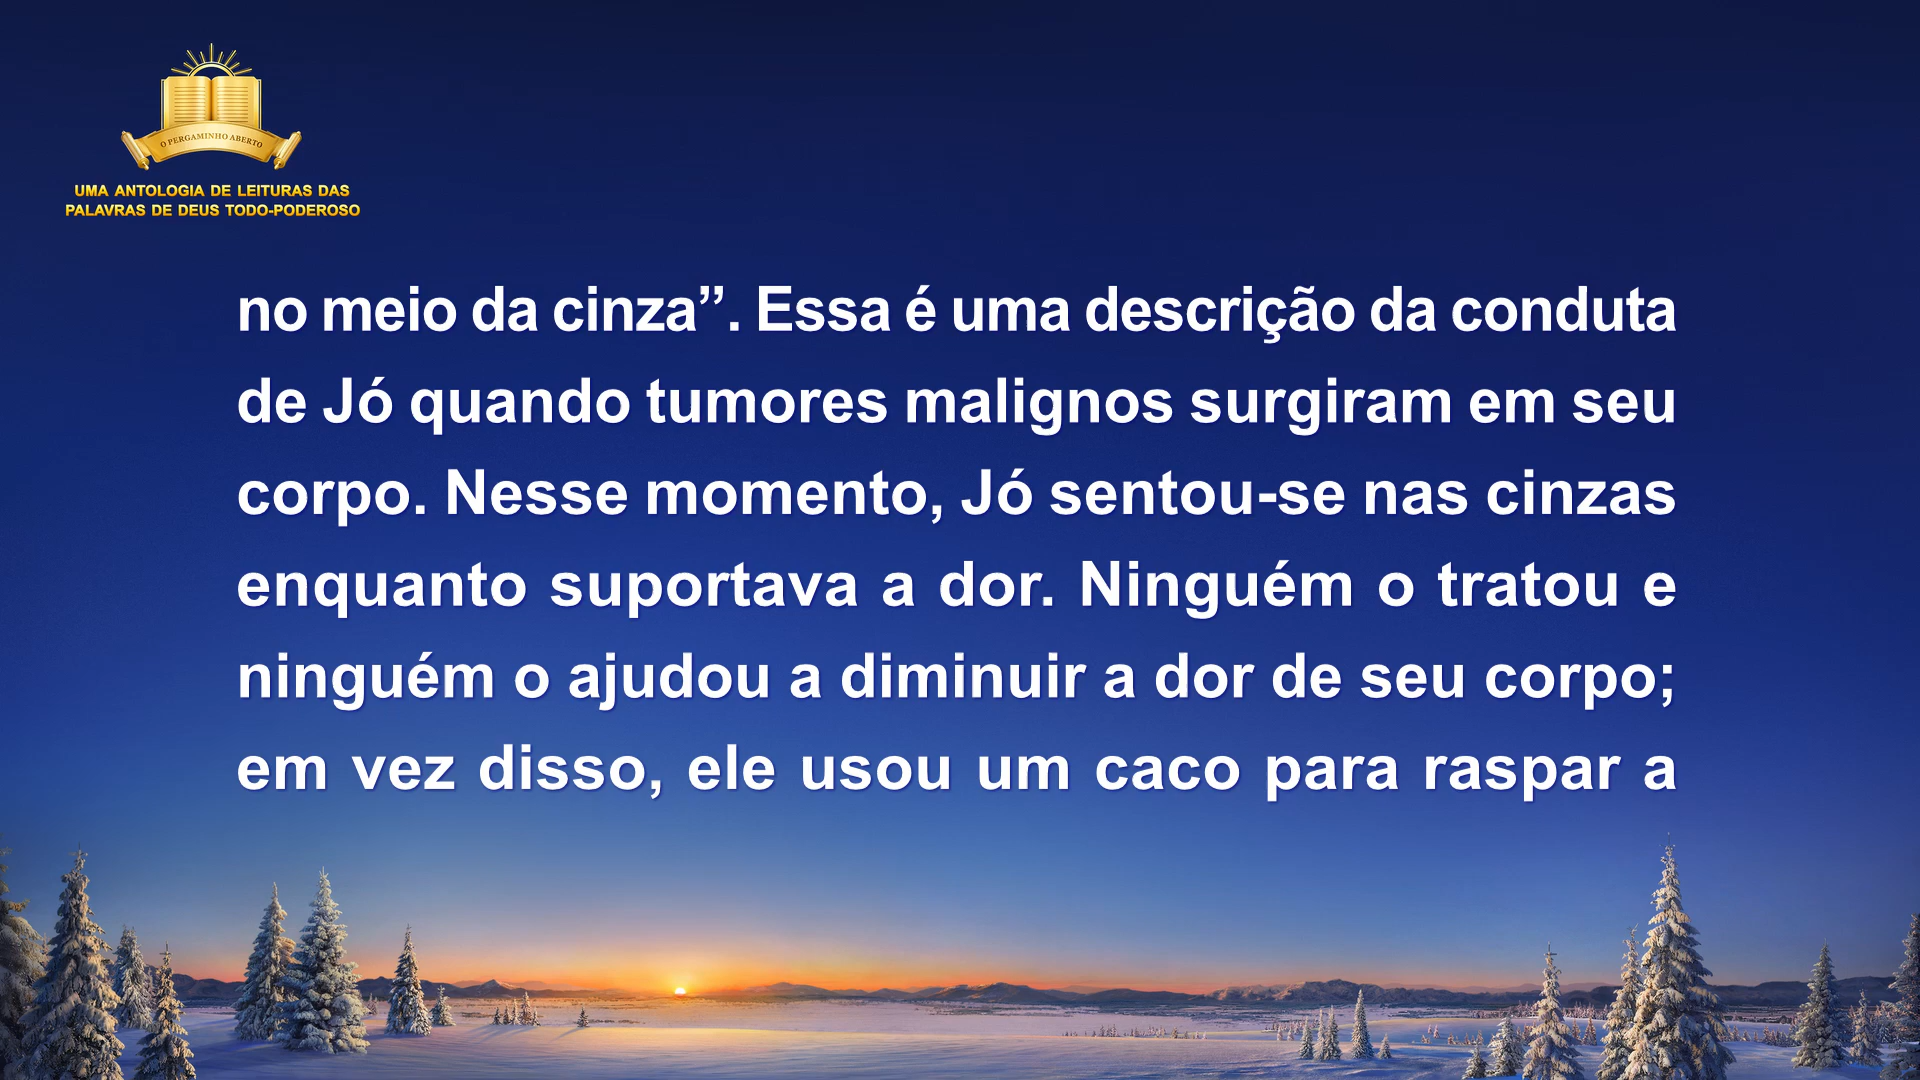 O PERGAMINHO ABERTO
UMA ANTOLOGIA DE LEITURAS DAS
PALAVRAS DE DEUS TODO-PODEROSO
no meio da cinza”. Essa é uma descrição da conduta
de Jó quando tumores malignos surgiram em seu
corpo. Nesse momento, Jó sentou-se nas cinzas
enquanto suportava a dor. Ninguém o tratou e
ninguém o ajudou a diminuir a dor de seu corpo;
em vez disso, ele usou um caco para raspar a